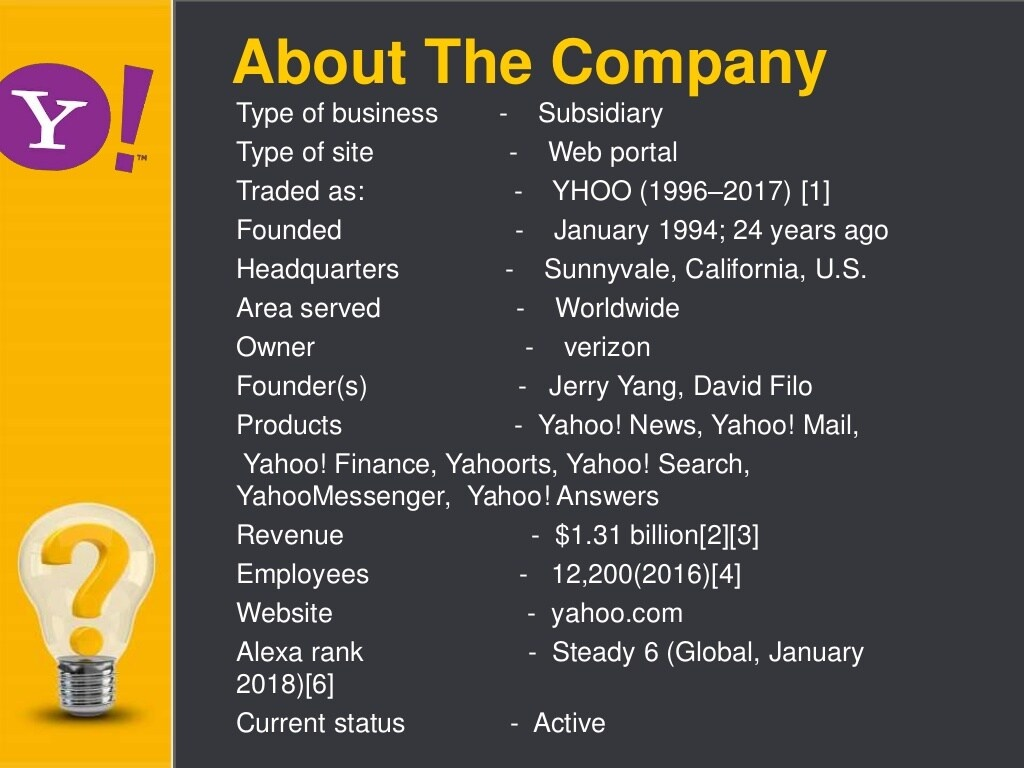 About The Company
Y!™
Type of business - Subsidiary
Type of site - Web portal
Traded as: - YHOO (1996–2017) [1]
Founded - January 1994; 24 years ago
Headquarters - Sunnyvale, California, U.S.
Area served - Worldwide
Owner - verizon
Founder(s) - Jerry Yang, David Filo
Products - Yahoo! News, Yahoo! Mail,
Yahoo! Finance, Yahoorts, Yahoo! Search,
YahooMessenger, Yahoo! Answers
Revenue - $1.31 billion[2][3]
Employees - 12,200(2016)[4]
Website - yahoo.com
Alexa rank - Steady 6 (Global, January
2018)[6]
Current status - Active
?